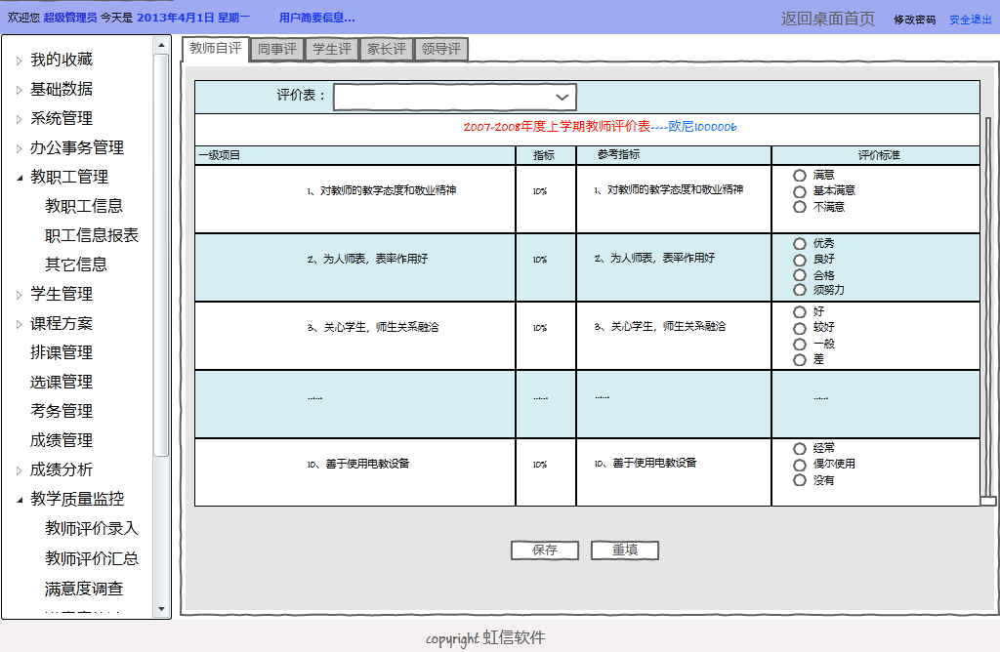 欢迎您 超级管理员 今天是 2013年4月1日 星期一 用户简要信息... 返回桌面首页 修改密码 安全退出
我的收藏
基础数据
系统管理
办公事务管理
教职工管理
教职工信息
职工信息报表
其它信息
学生管理
课程方案
排课管理
选课管理
考务管理
成绩管理
成绩分析
教学质量监控
教师评价录入
教师评价汇总
满意度调查
教师自评 同事评 学生评 家长评 领导评
评价表：
2007-2008年度上学期教师评价表----欧尼1000006
一级项目 指标 参考指标 评价标准
1、对教师的教学态度和敬业精神 10% 1、对教师的教学态度和敬业精神
满意
基本满意
不满意
2、为人师表，表率作用好 10% 2、为人师表，表率作用好
优秀
良好
合格
须努力
3、关心学生，师生关系融洽 10% 3、关心学生，师生关系融洽
好
较好
一般
差
...... ...... ...... ......
10、善于使用电教设备 10% 10、善于使用电教设备
经常
偶尔使用
没有
保存 重填
copyright 虹信软件